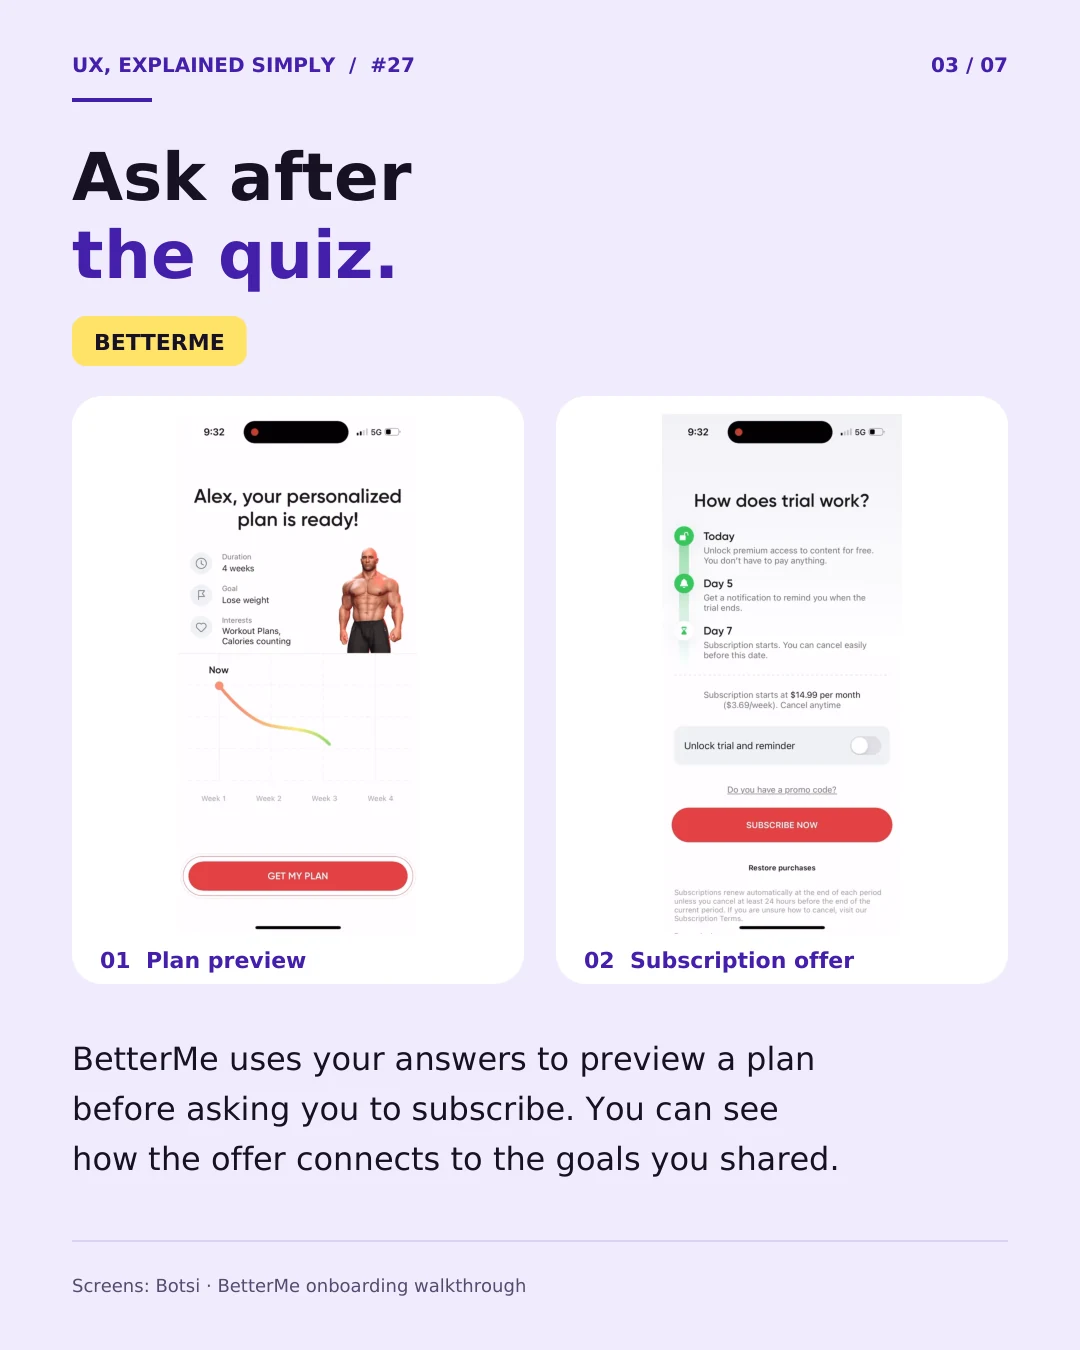 UX, EXPLAINED SIMPLY / #27
03 / 07
Ask after
the quiz.
BETTERME
9:32
5G
Alex, your personalized
plan is ready!
Duration
4 weeks
Goal
Lose weight
Interests
Workout Plans,
Calories counting
Now
Week 1
Week 2
Week 3
Week 4
GET MY PLAN
01 Plan preview
9:32
5G
How does trial work?
Today
Unlock premium access to content for free.
You don't have to pay anything.
Day 5
Get a notification to remind you when the
trial ends.
Day 7
Subscription starts. You can cancel easily
before this date.
Subscription starts at $14.99 per month
($3.69/week). Cancel anytime
Unlock trial and reminder
Do you have a promo code?
SUBSCRIBE NOW
Restore purchases
Subscriptions renew automatically at the end of each period
unless you cancel at least 24 hours before the end of the
current period. If you are unsure how to cancel, visit our
Subscription Terms.
02 Subscription offer
BetterMe uses your answers to preview a plan
before asking you to subscribe. You can see
how the offer connects to the goals you shared.
Screens: Botsi · BetterMe onboarding walkthrough